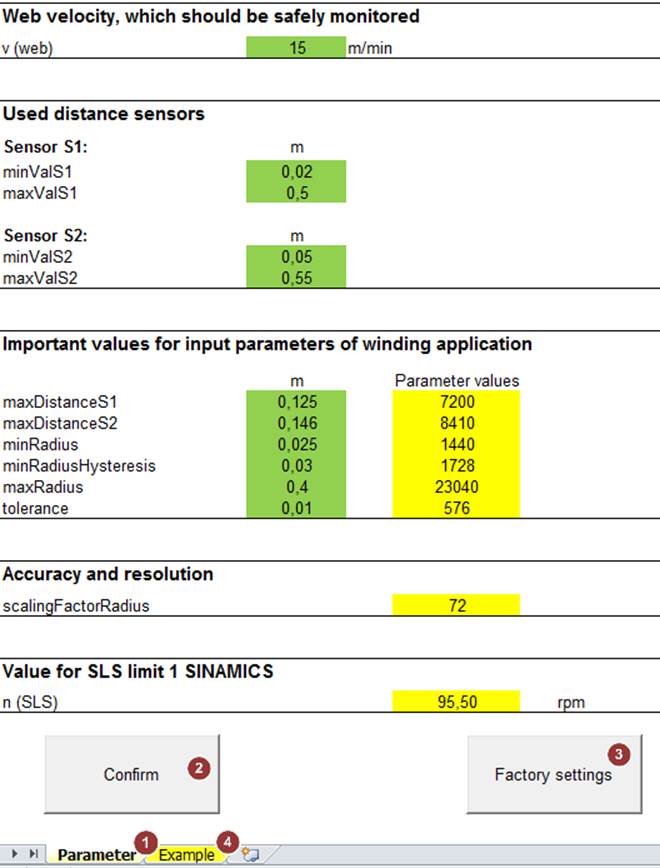 Web velocity, which should be safely monitored
v (web) 15 m/min
Used distance sensors
Sensor S1: m
minValS1 0,02
maxValS1 0,5
Sensor S2: m
minValS2 0,05
maxValS2 0,55
Important values for input parameters of winding application
m Parameter values
maxDistanceS1 0,125 7200
maxDistanceS2 0,146 8410
minRadius 0,025 1440
minRadiusHysteresis 0,03 1728
maxRadius 0,4 23040
tolerance 0,01 576
Accuracy and resolution
scalingFactorRadius 72
Value for SLS limit 1 SINAMICS
n (SLS) 95,50 rpm
Confirm 2
Factory settings 3
Parameter 1 Example 4